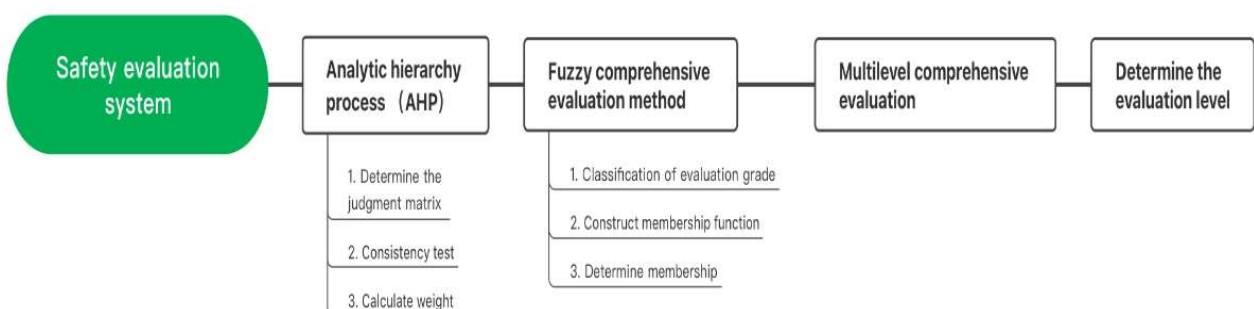 Safety evaluation
system
Analytic hierarchy
process （AHP）
Fuzzy comprehensive
evaluation method
Multilevel comprehensive
evaluation
Determine the
evaluation level
1. Determine the
judgment matrix
2. Consistency test
3. Calculate weight
1. Classification of evaluation grade
2. Construct membership function
3. Determine membership